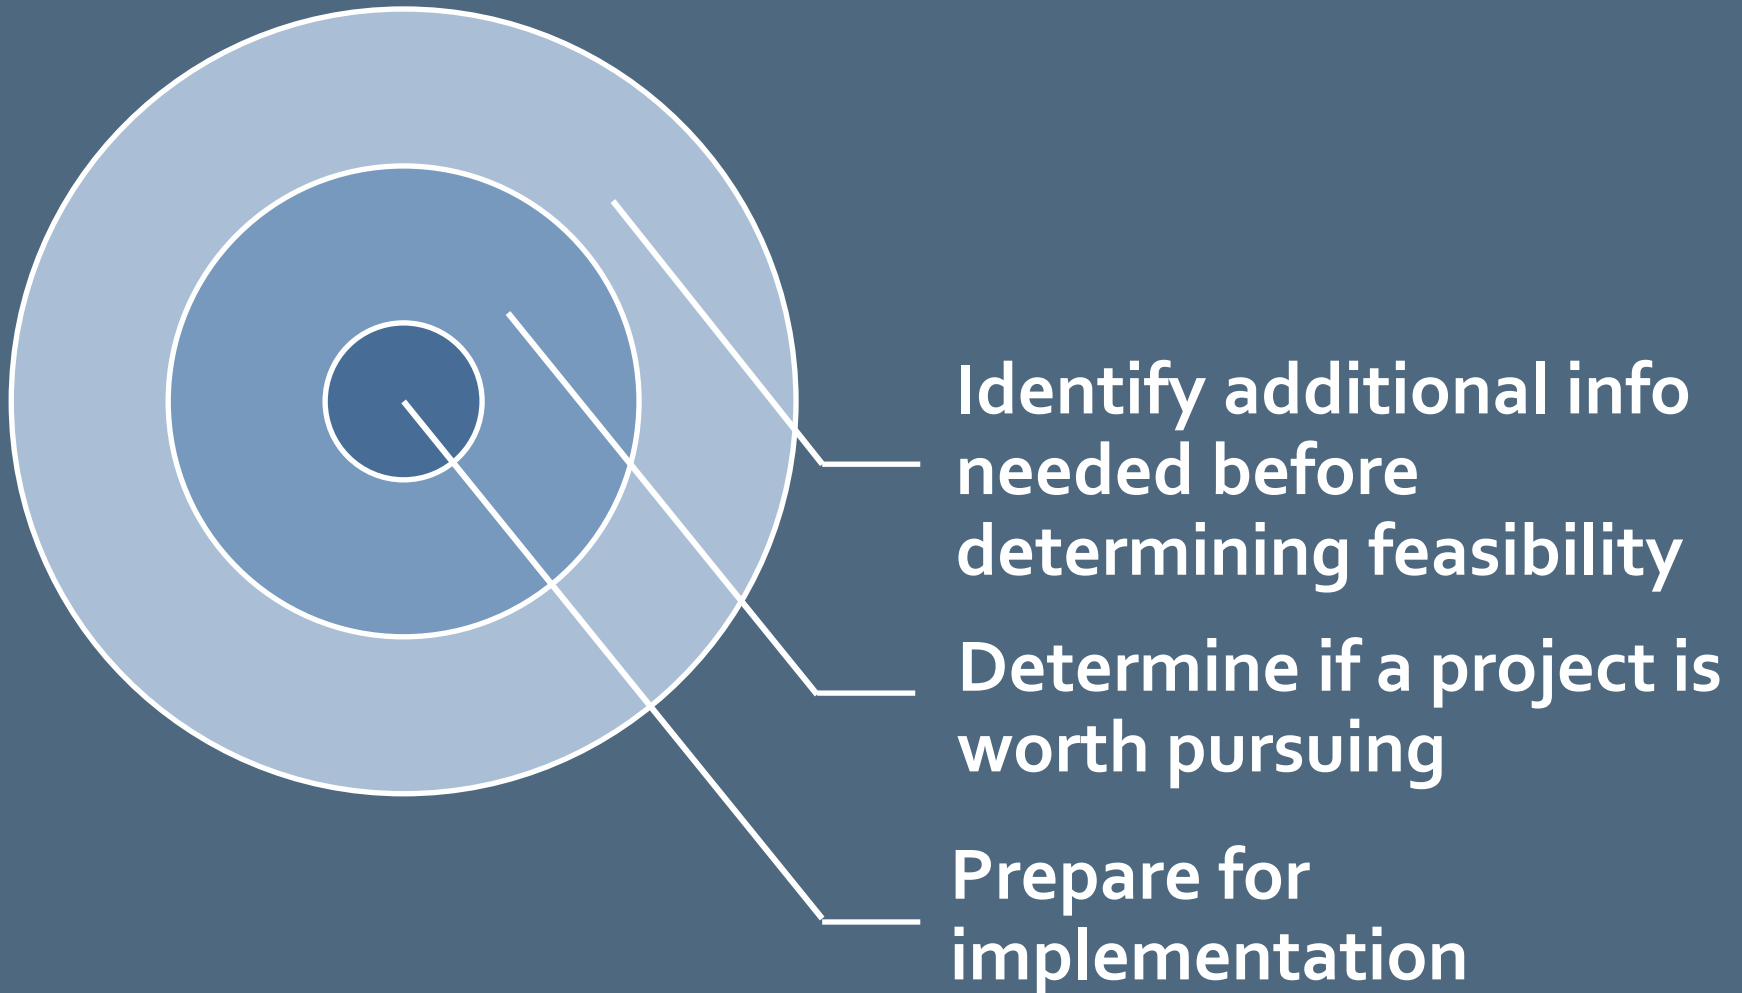 Identify additional info
needed before
determining feasibility
Determine if a project is
worth pursuing
Prepare for
implementation